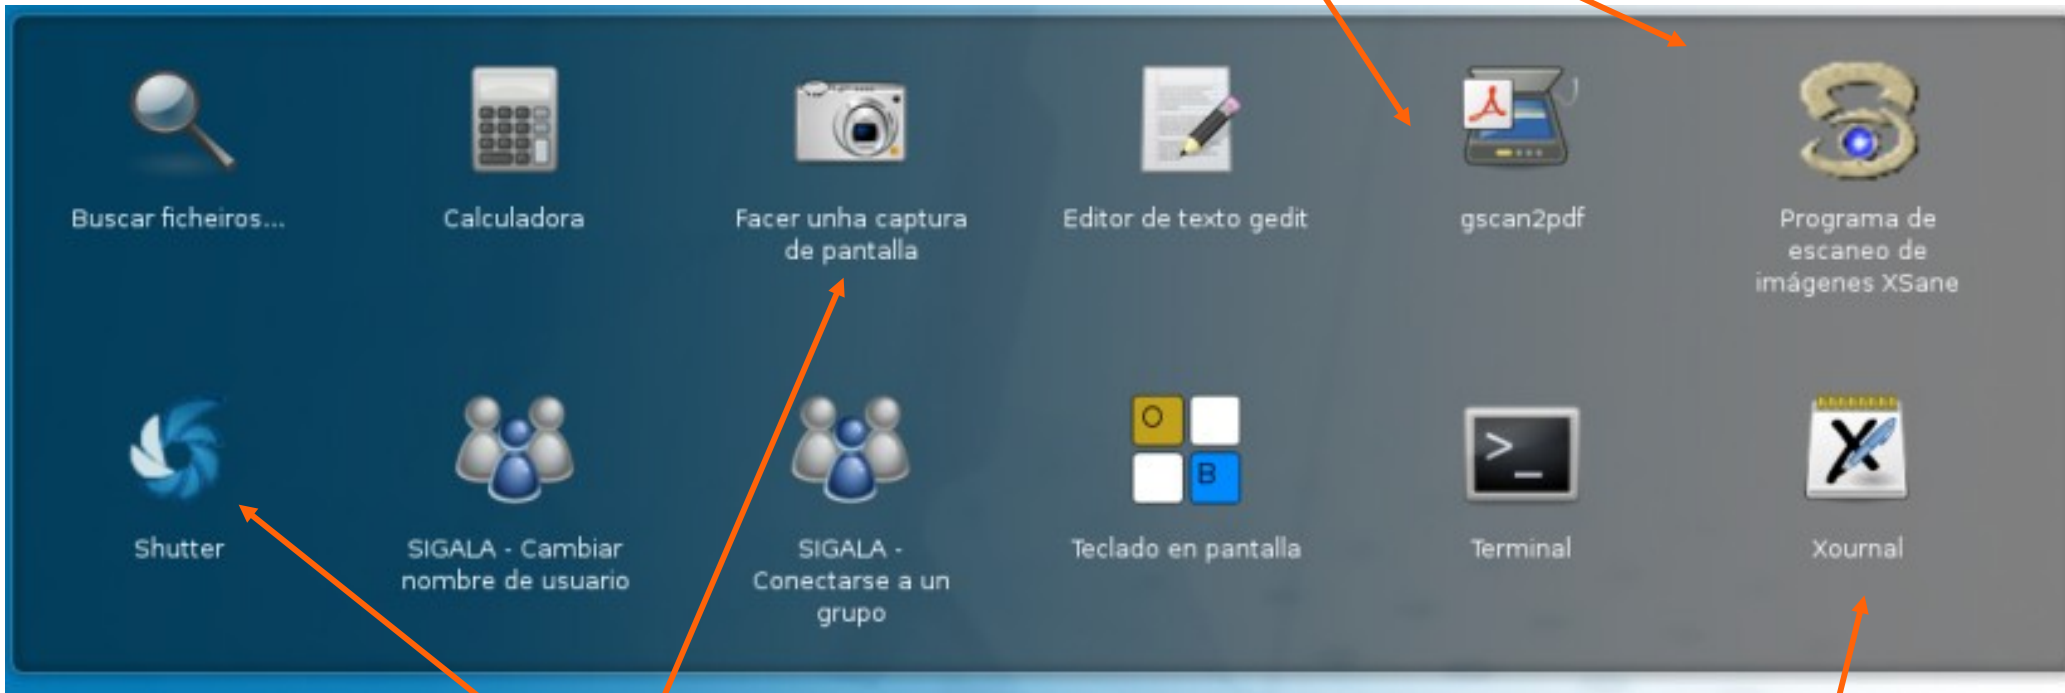 Buscar ficheiros...
Calculadora
Facer unha captura
de pantalla
Editor de texto gedit
gscan2pdf
Programa de
escaneo de
imágenes XSane
Shutter
SIGALA - Cambiar
nombre de usuario
SIGALA -
Conectarse a un
grupo
O
B
Teclado en pantalla
>_
Terminal
X
Xournal